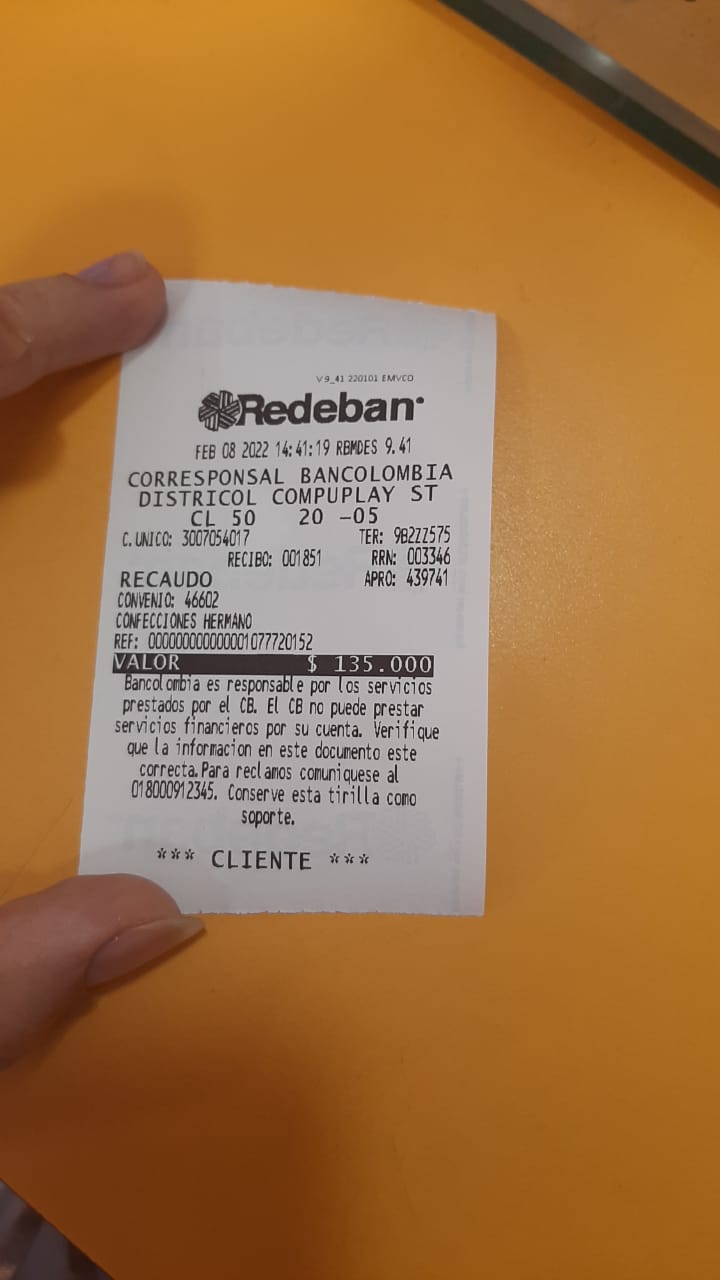 V9_41 220101 EMVCO
Redeban
FEB 08 2022 14:41:19 RBMDES 9.41
CORRESPONSAL BANCOLOMBIA
DISTRICOL COMPUPLAY ST
CL 50 20 -05
C.UNICO: 3007054017 TER: 9B2ZZ575
RECIBO: 001851 RRN: 003346
RECAUDO APRO: 439741
CONVENIO: 46602
CONFECCIONES HERMANO
REF: 00000000000001077720152
VALOR $ 135.000
Bancolombia es responsable por los servicios
prestados por el CB. El CB no puede prestar
servicios financieros por su cuenta. Verifique
que la informacion en este documento este
correcta.Para reclamos comuniquese al
018000912345. Conserve esta tirilla como
soporte.
*** CLIENTE ***